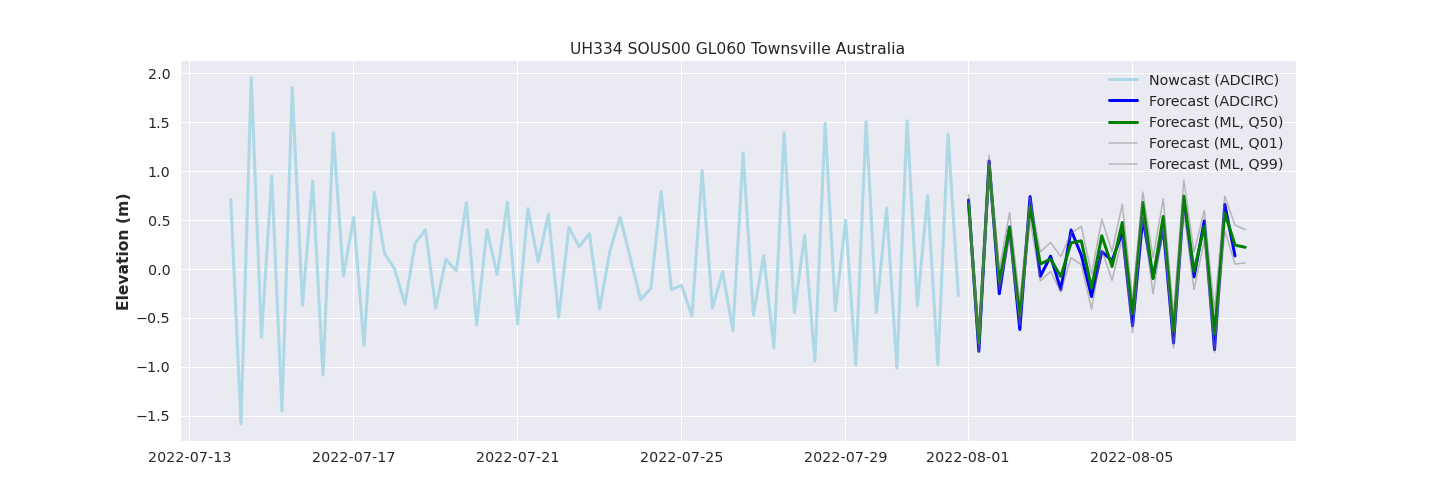 UH334 SOUS00 GL060 Townsville Australia
Nowcast (ADCIRC)
Forecast (ADCIRC)
Forecast (ML, Q50)
Forecast (ML, Q01)
Forecast (ML, Q99)
Elevation (m)
2.0
1.5
1.0
0.5
0.0
−0.5
−1.0
−1.5
2022-07-13 2022-07-17 2022-07-21 2022-07-25 2022-07-29 2022-08-01 2022-08-05